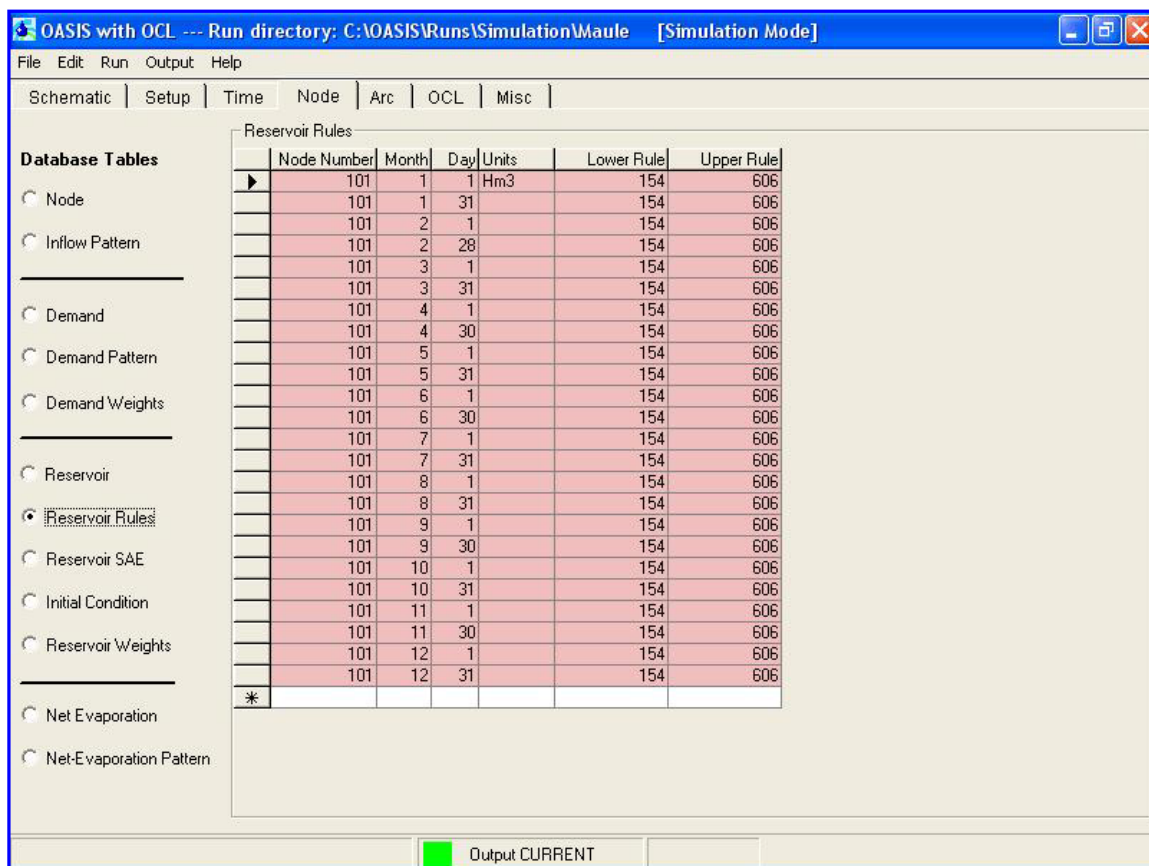 OASIS with OCL --- Run directory: C:\OASIS\Runs\Simulation\Maule [Simulation Mode]
File Edit Run Output Help
Schematic Setup Time Node Arc OCL Misc
Database Tables
Node
Inflow Pattern
Demand
Demand Pattern
Demand Weights
Reservoir
Reservoir Rules
Reservoir SAE
Initial Condition
Reservoir Weights
Net Evaporation
Net-Evaporation Pattern
Reservoir Rules
Node Number Month Day Units Lower Rule Upper Rule
101 1 1 Hm3 154 606
101 1 31 154 606
101 2 1 154 606
101 2 28 154 606
101 3 1 154 606
101 3 31 154 606
101 4 1 154 606
101 4 30 154 606
101 5 1 154 606
101 5 31 154 606
101 6 1 154 606
101 6 30 154 606
101 7 1 154 606
101 7 31 154 606
101 8 1 154 606
101 8 31 154 606
101 9 1 154 606
101 9 30 154 606
101 10 1 154 606
101 10 31 154 606
101 11 1 154 606
101 11 30 154 606
101 12 1 154 606
101 12 31 154 606
*
Output CURRENT